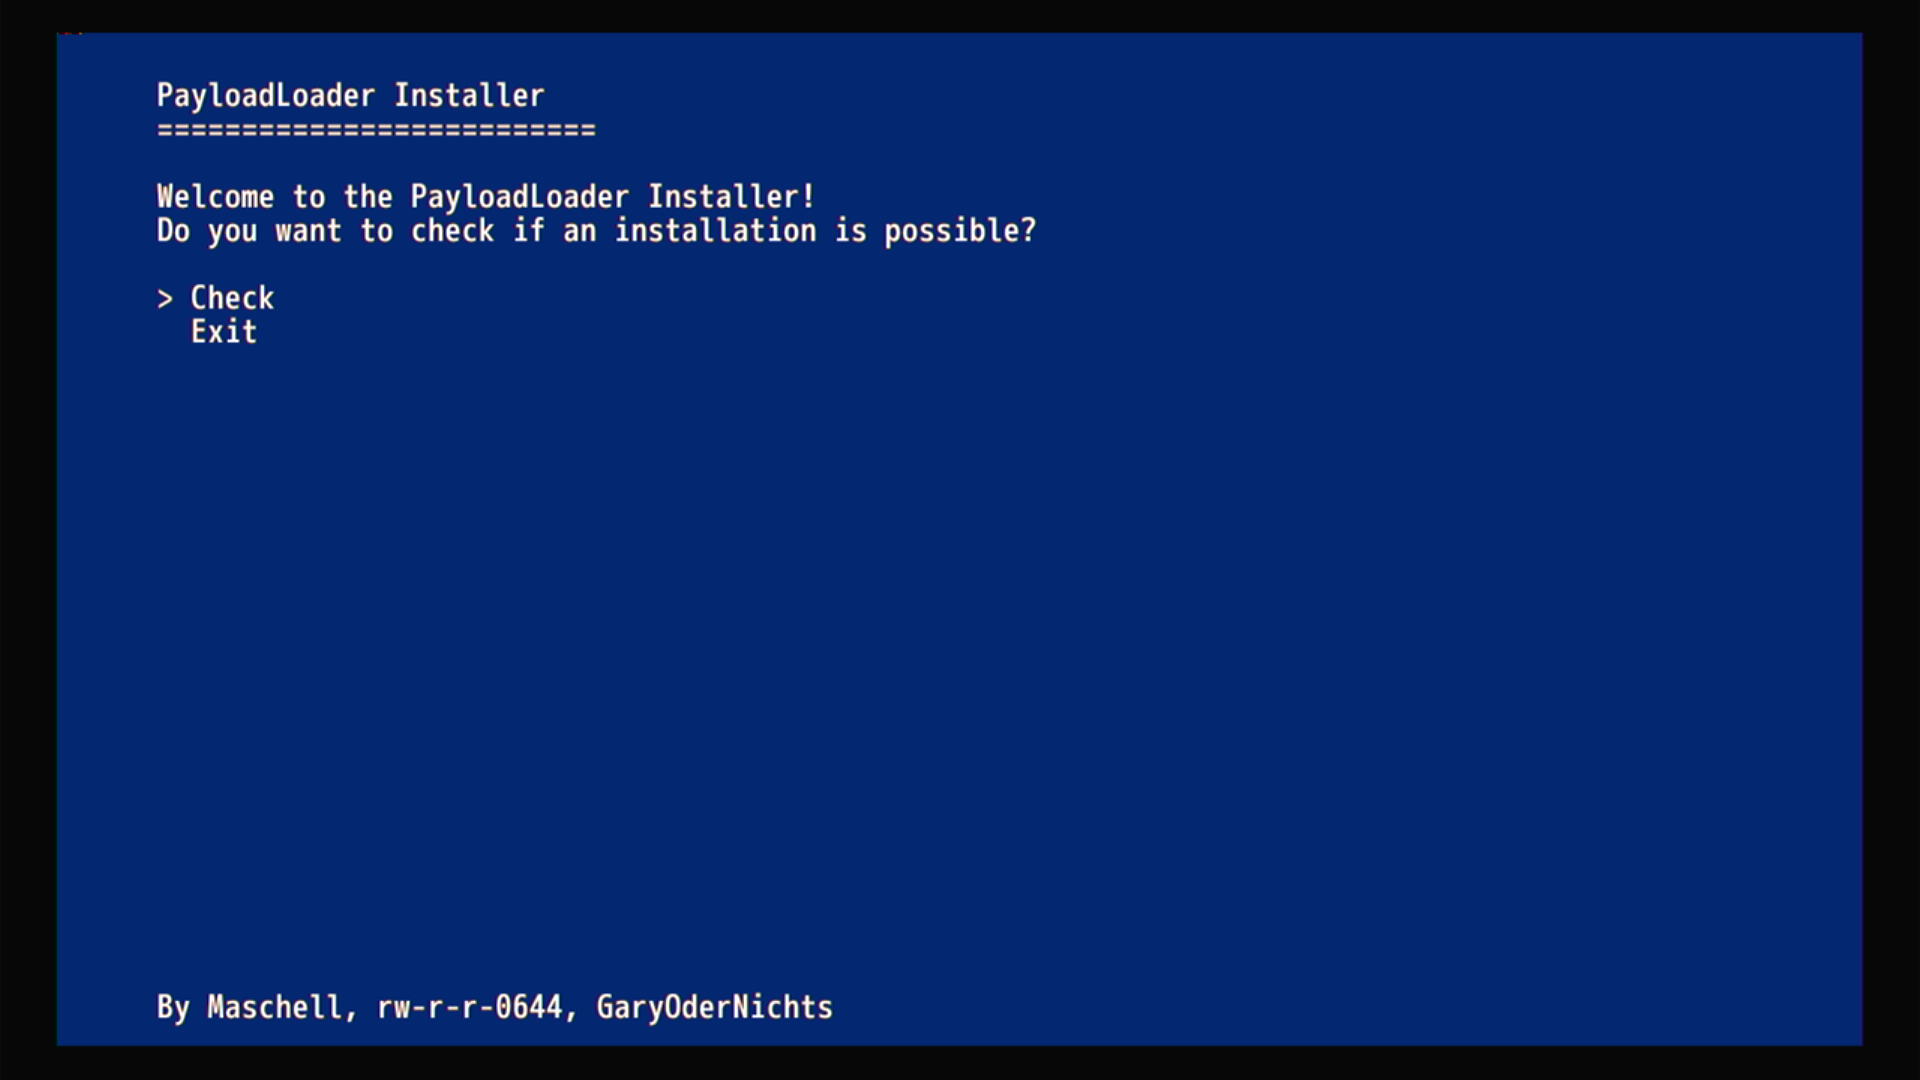 PayloadLoader Installer
==========================
Welcome to the PayloadLoader Installer!
Do you want to check if an installation is possible?
> Check
Exit
By Maschell, rw-r-r-0644, GaryOderNichts